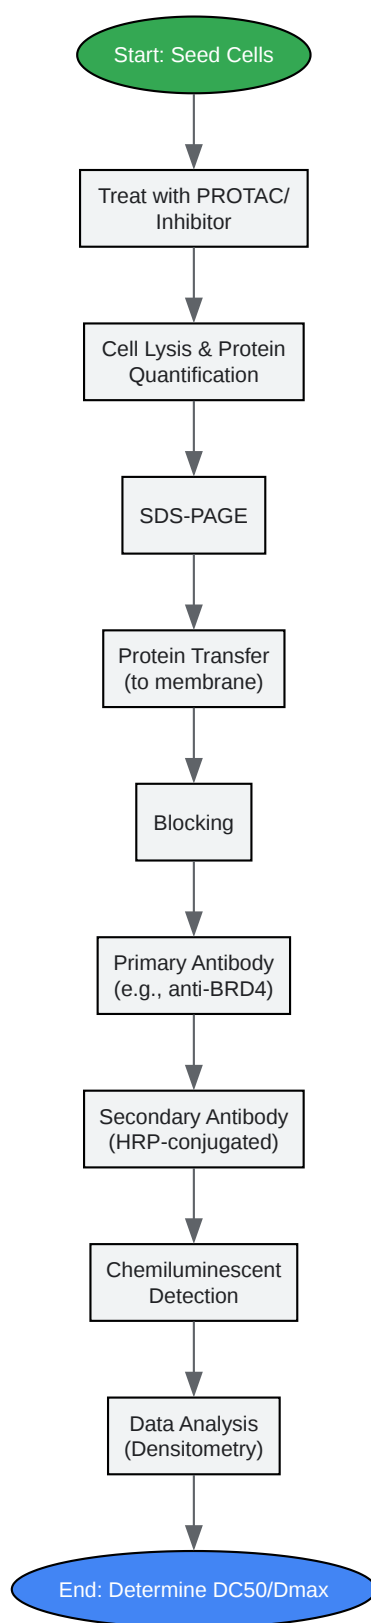 Start: Seed Cells
Treat with PROTAC/
Inhibitor
Cell Lysis & Protein
Quantification
SDS-PAGE
Protein Transfer
(to membrane)
Blocking
Primary Antibody
(e.g., anti-BRD4)
Secondary Antibody
(HRP-conjugated)
Chemiluminescent
Detection
Data Analysis
(Densitometry)
End: Determine DC50/Dmax